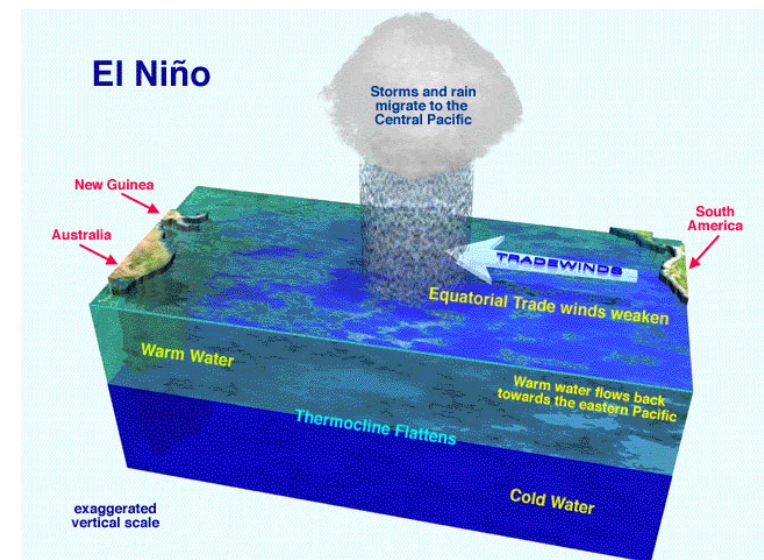 El Niño
Storms and rain
migrate to the
Central Pacific
New Guinea
Australia
South
America
TRADEWINDS
Equatorial Trade winds weaken
Warm Water
Warm water flows back
towards the eastern Pacific
Thermocline Flattens
Cold Water
exaggerated
vertical scale